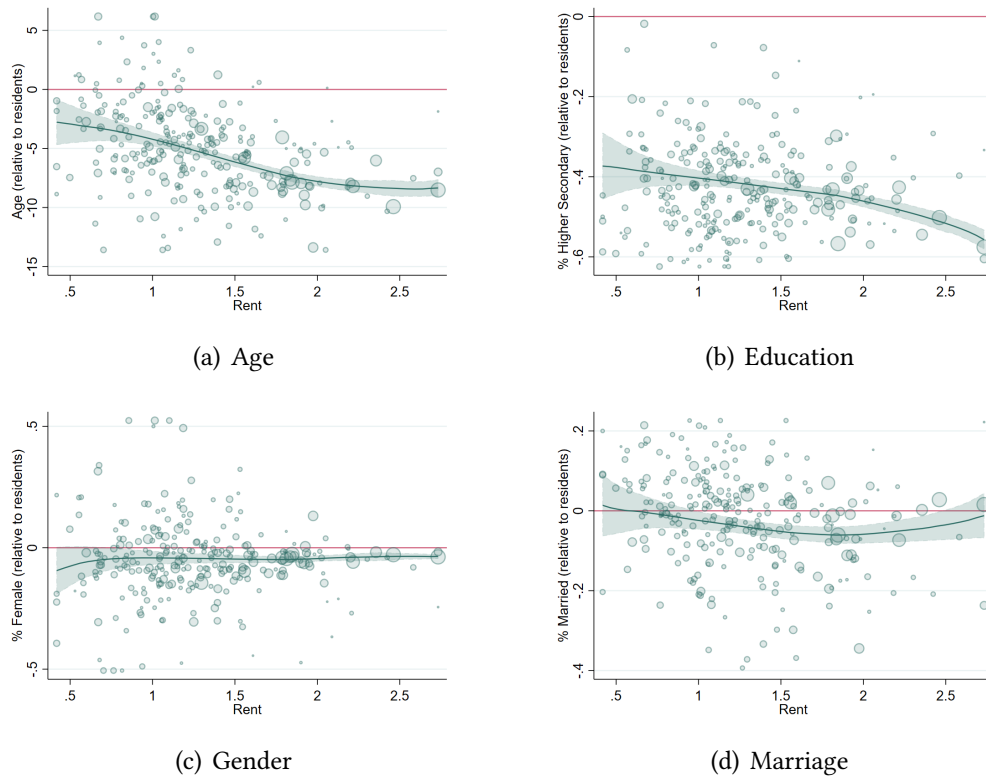 Age (relative to residents)
5
0
-5
-10
-15
.5 1 1.5 2 2.5
Rent
(a) Age
% Higher Secondary (relative to residents)
0
-.2
-.4
-.6
.5 1 1.5 2 2.5
Rent
(b) Education
% Female (relative to residents)
.5
0
-.5
.5 1 1.5 2 2.5
Rent
(c) Gender
% Married (relative to residents)
.2
0
-.2
-.4
.5 1 1.5 2 2.5
Rent
(d) Marriage